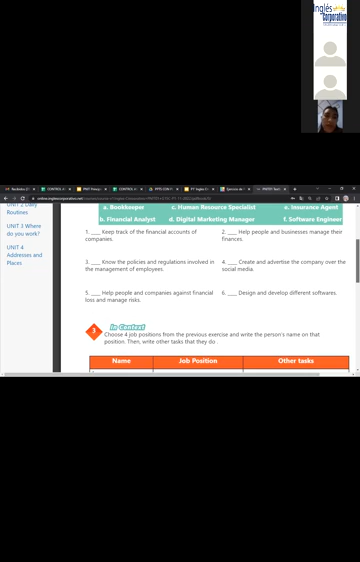 Inglés
Corporativo
UNIT 2 Daily
Routines
UNIT 3 Where
do you work?
UNIT 4
Addresses and
Places
a. Bookkeeper c. Human Resource Specialist e. Insurance Agent
b. Financial Analyst d. Digital Marketing Manager f. Software Engineer
1. ___ Keep track of the financial accounts of
companies.
2. ___ Help people and businesses manage their
finances.
3. ___ Know the policies and regulations involved in
the management of employees.
4. ___ Create and advertise the company over the
social media.
5. ___ Help people and companies against financial
loss and manage risks.
6. ___ Design and develop different softwares.
3
In Context
Choose 4 job positions from the previous exercise and write the person's name on that
position. Then, write other tasks that they do .
Name Job Position Other tasks